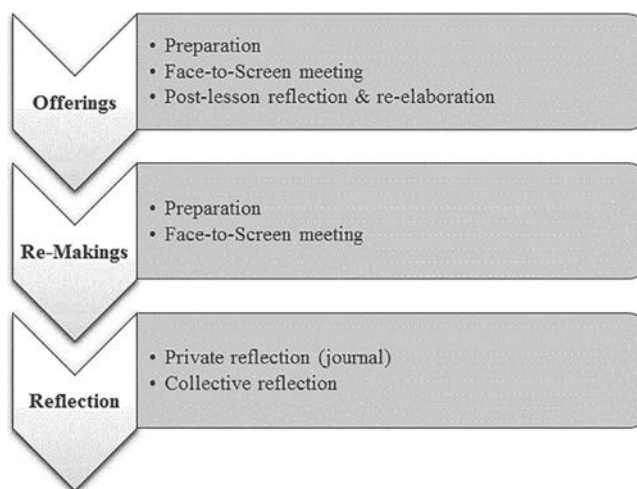 Offerings
• Preparation
• Face-to-Screen meeting
• Post-lesson reflection & re-elaboration
Re-Makings
• Preparation
• Face-to-Screen meeting
Reflection
• Private reflection (journal)
• Collective reflection